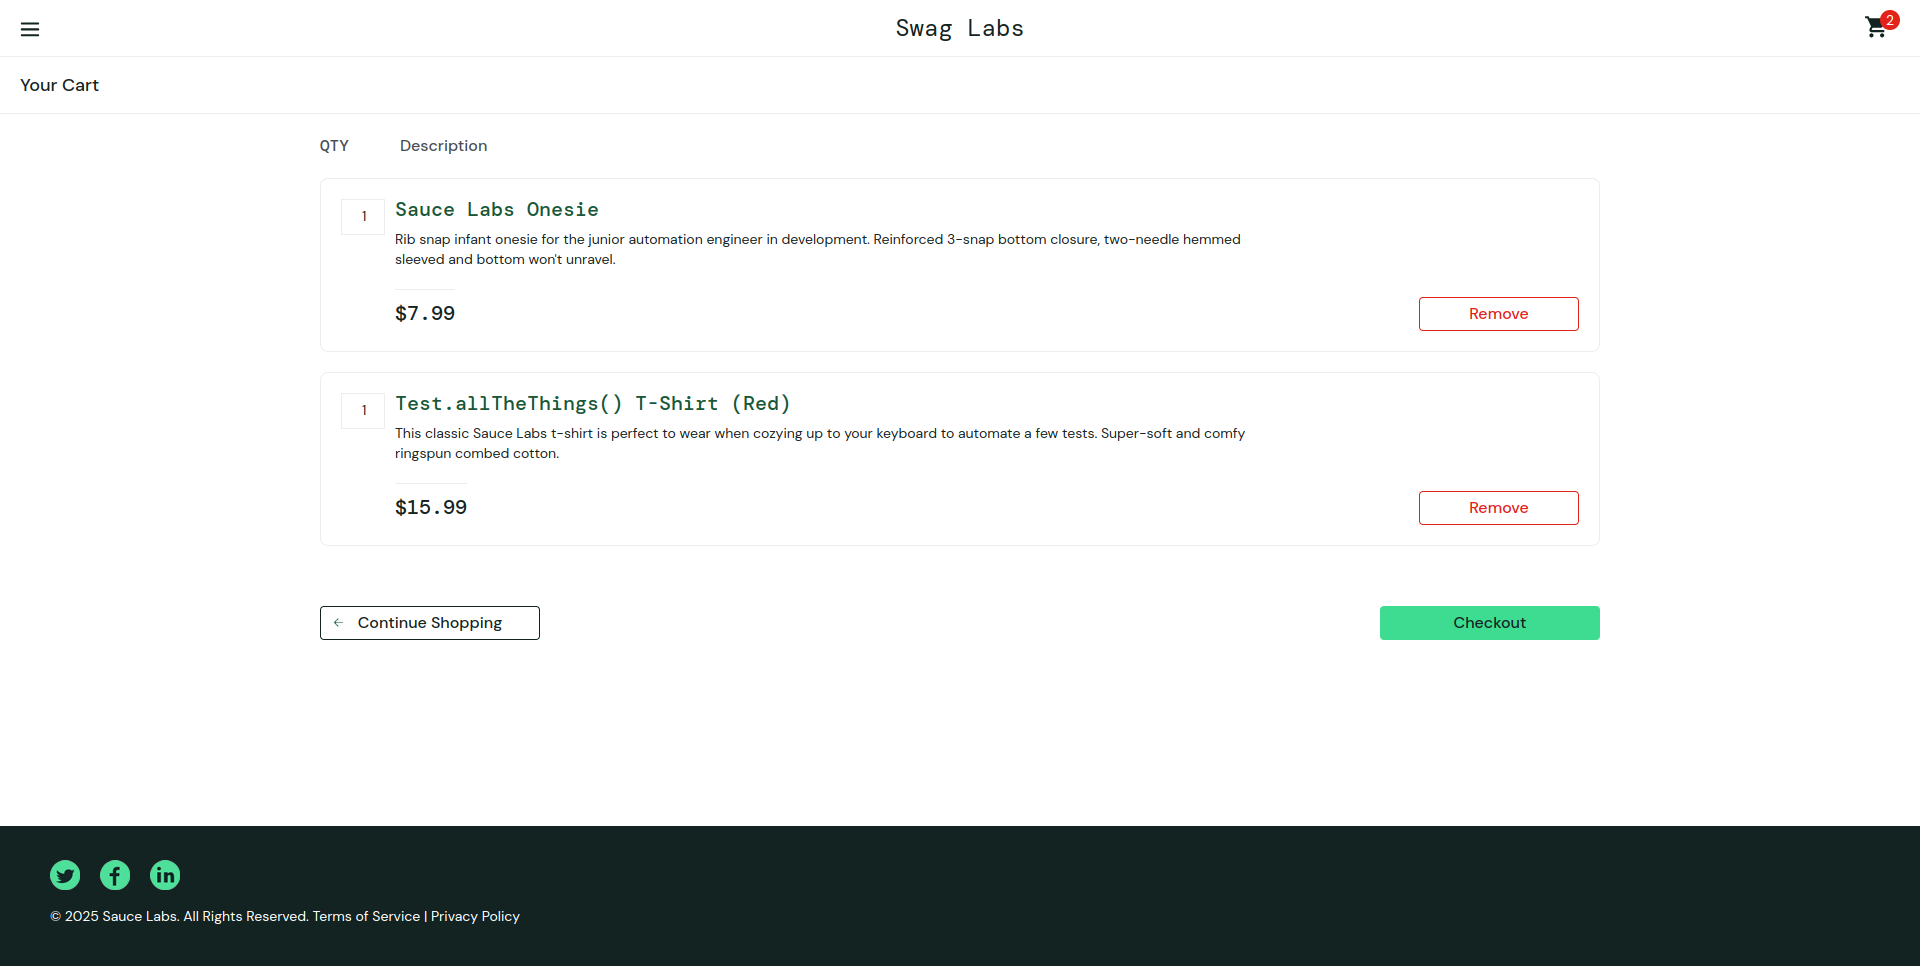 Swag Labs
2
Your Cart
QTY Description
1
Sauce Labs Onesie
Rib snap infant onesie for the junior automation engineer in development. Reinforced 3-snap bottom closure, two-needle hemmed
sleeved and bottom won't unravel.
$7.99
Remove
1
Test.allTheThings() T-Shirt (Red)
This classic Sauce Labs t-shirt is perfect to wear when cozying up to your keyboard to automate a few tests. Super-soft and comfy
ringspun combed cotton.
$15.99
Remove
Continue Shopping
Checkout
© 2025 Sauce Labs. All Rights Reserved. Terms of Service | Privacy Policy